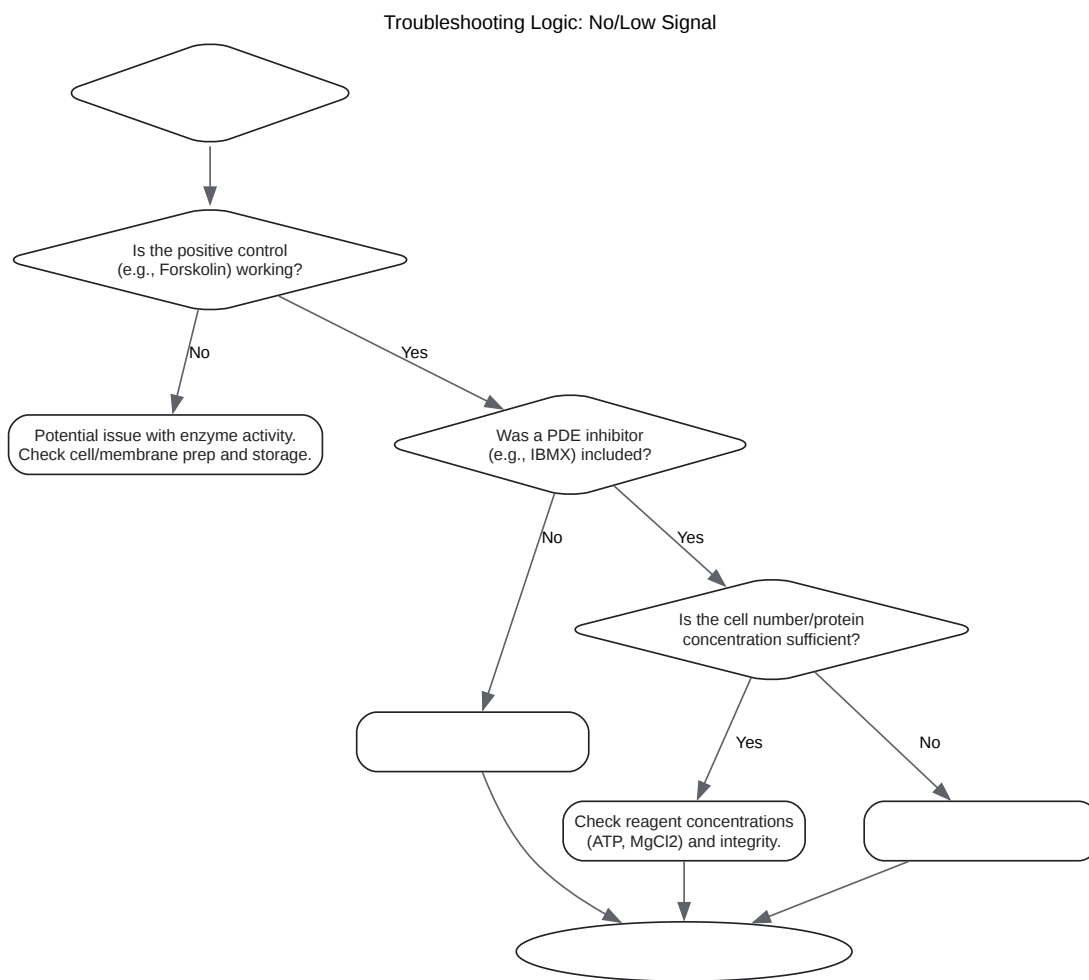 Troubleshooting Logic: No/Low Signal
Is the positive control
(e.g., Forskolin) working?
No
Yes
Potential issue with enzyme activity.
Check cell/membrane prep and storage.
Was a PDE inhibitor
(e.g., IBMX) included?
No
Yes
Is the cell number/protein
concentration sufficient?
Yes
No
Check reagent concentrations
(ATP, MgCl2) and integrity.